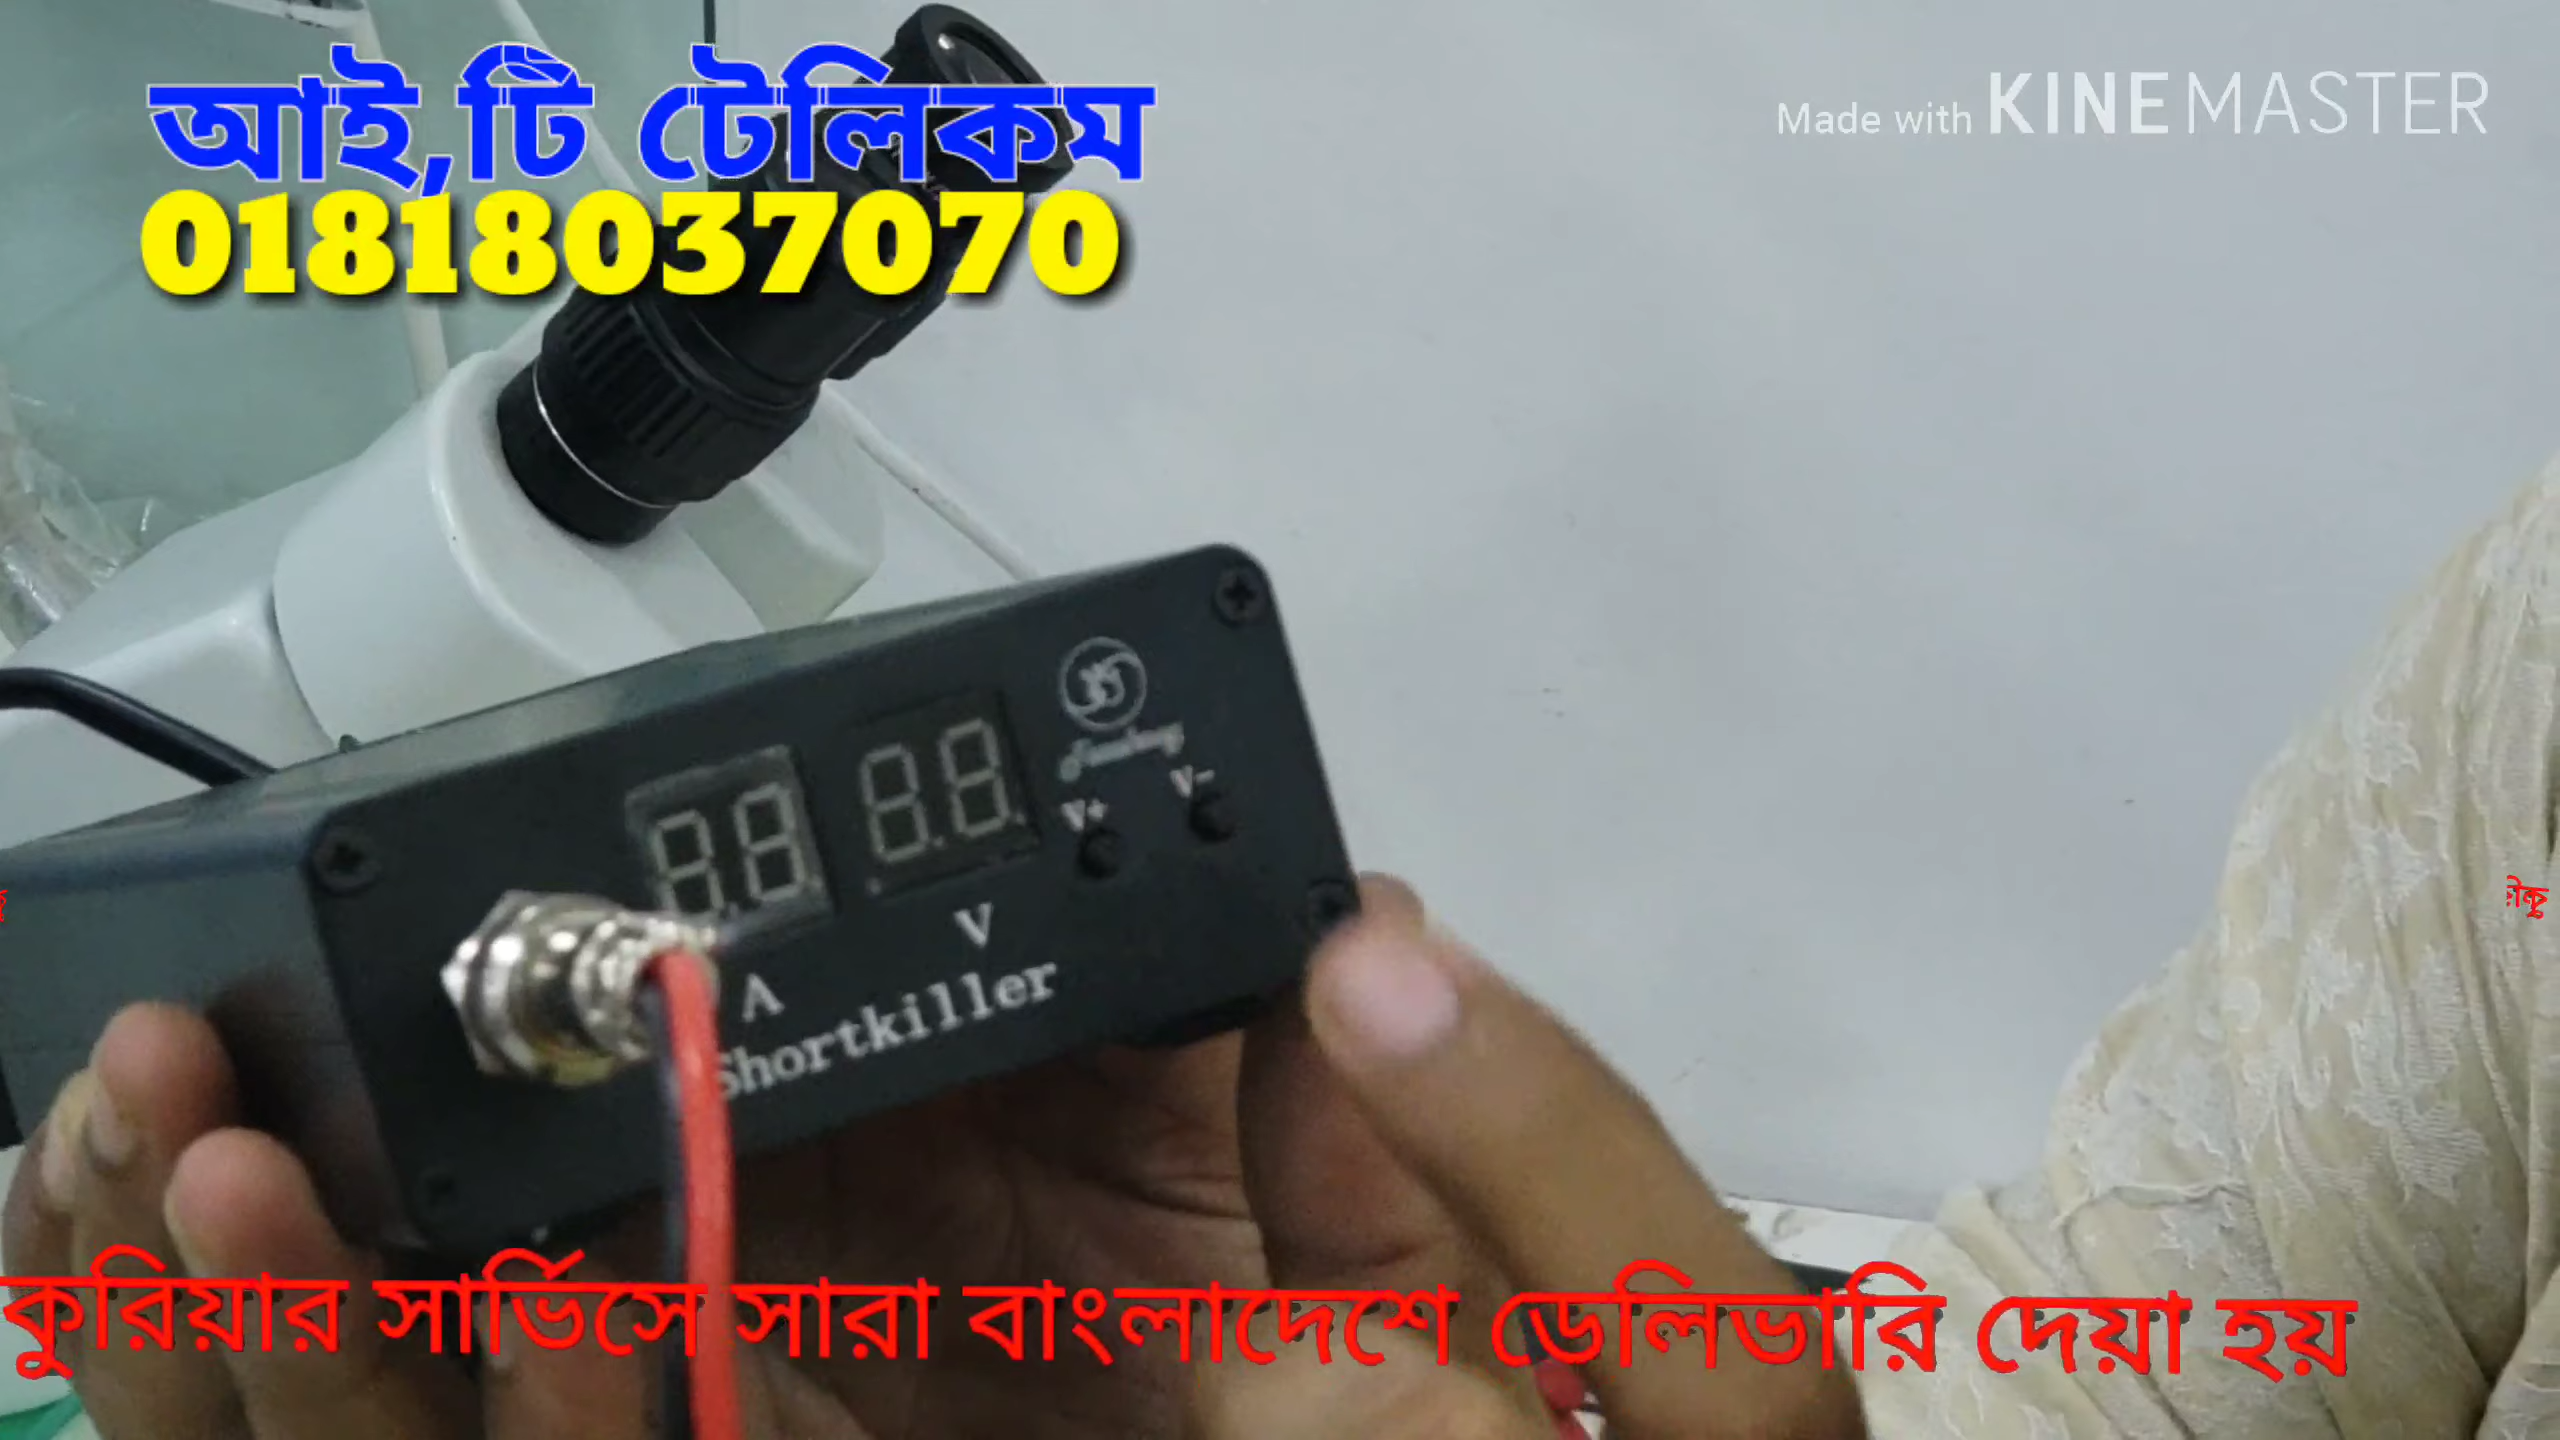 আই,টি টেলিকম
01818037070
Made with KINEMASTER
V+ V-
A V
Shortkiller
কুরিয়ার সার্ভিসে সারা বাংলাদেশে ডেলিভারি দেয়া হয়